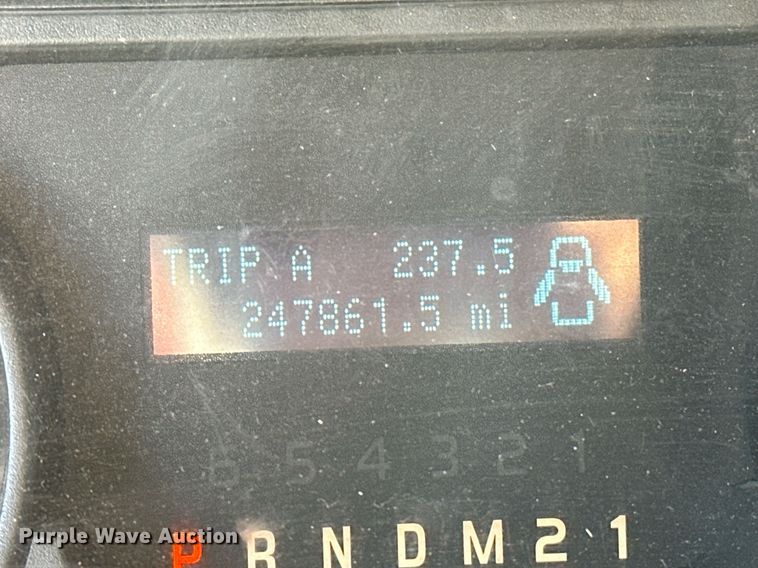 TRIP A 237.5
247861.5 mi
6 5 4 3 2 1
P R N D M 2 1
Purple Wave Auction